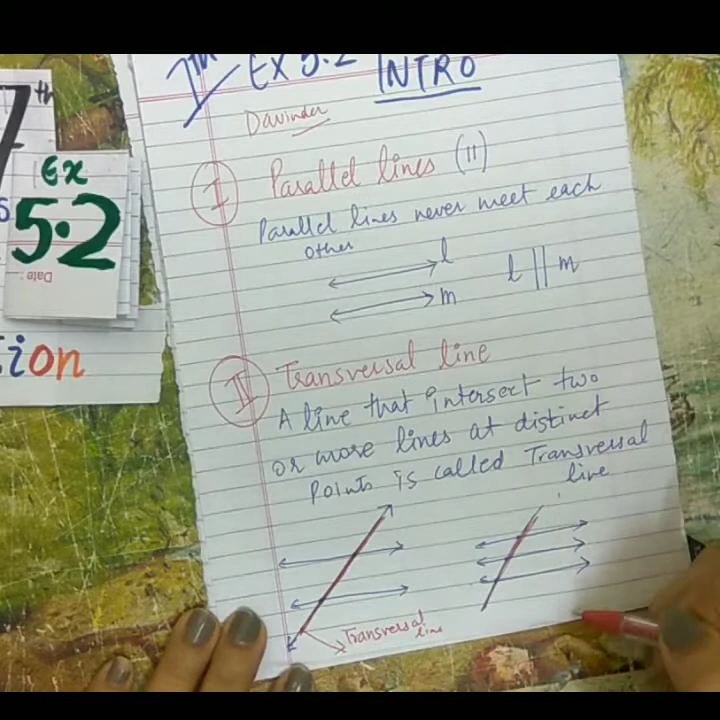 7th Ex 5.2 INTRO
Davinder
I Parallel lines (||)
Parallel lines never meet each
other
l
m
l || m
II Transversal line
A line that intersect two
or more lines at distinct
Points is called Transversal
line
Transversal
line
7th
Ex
5.2
Date:
ion